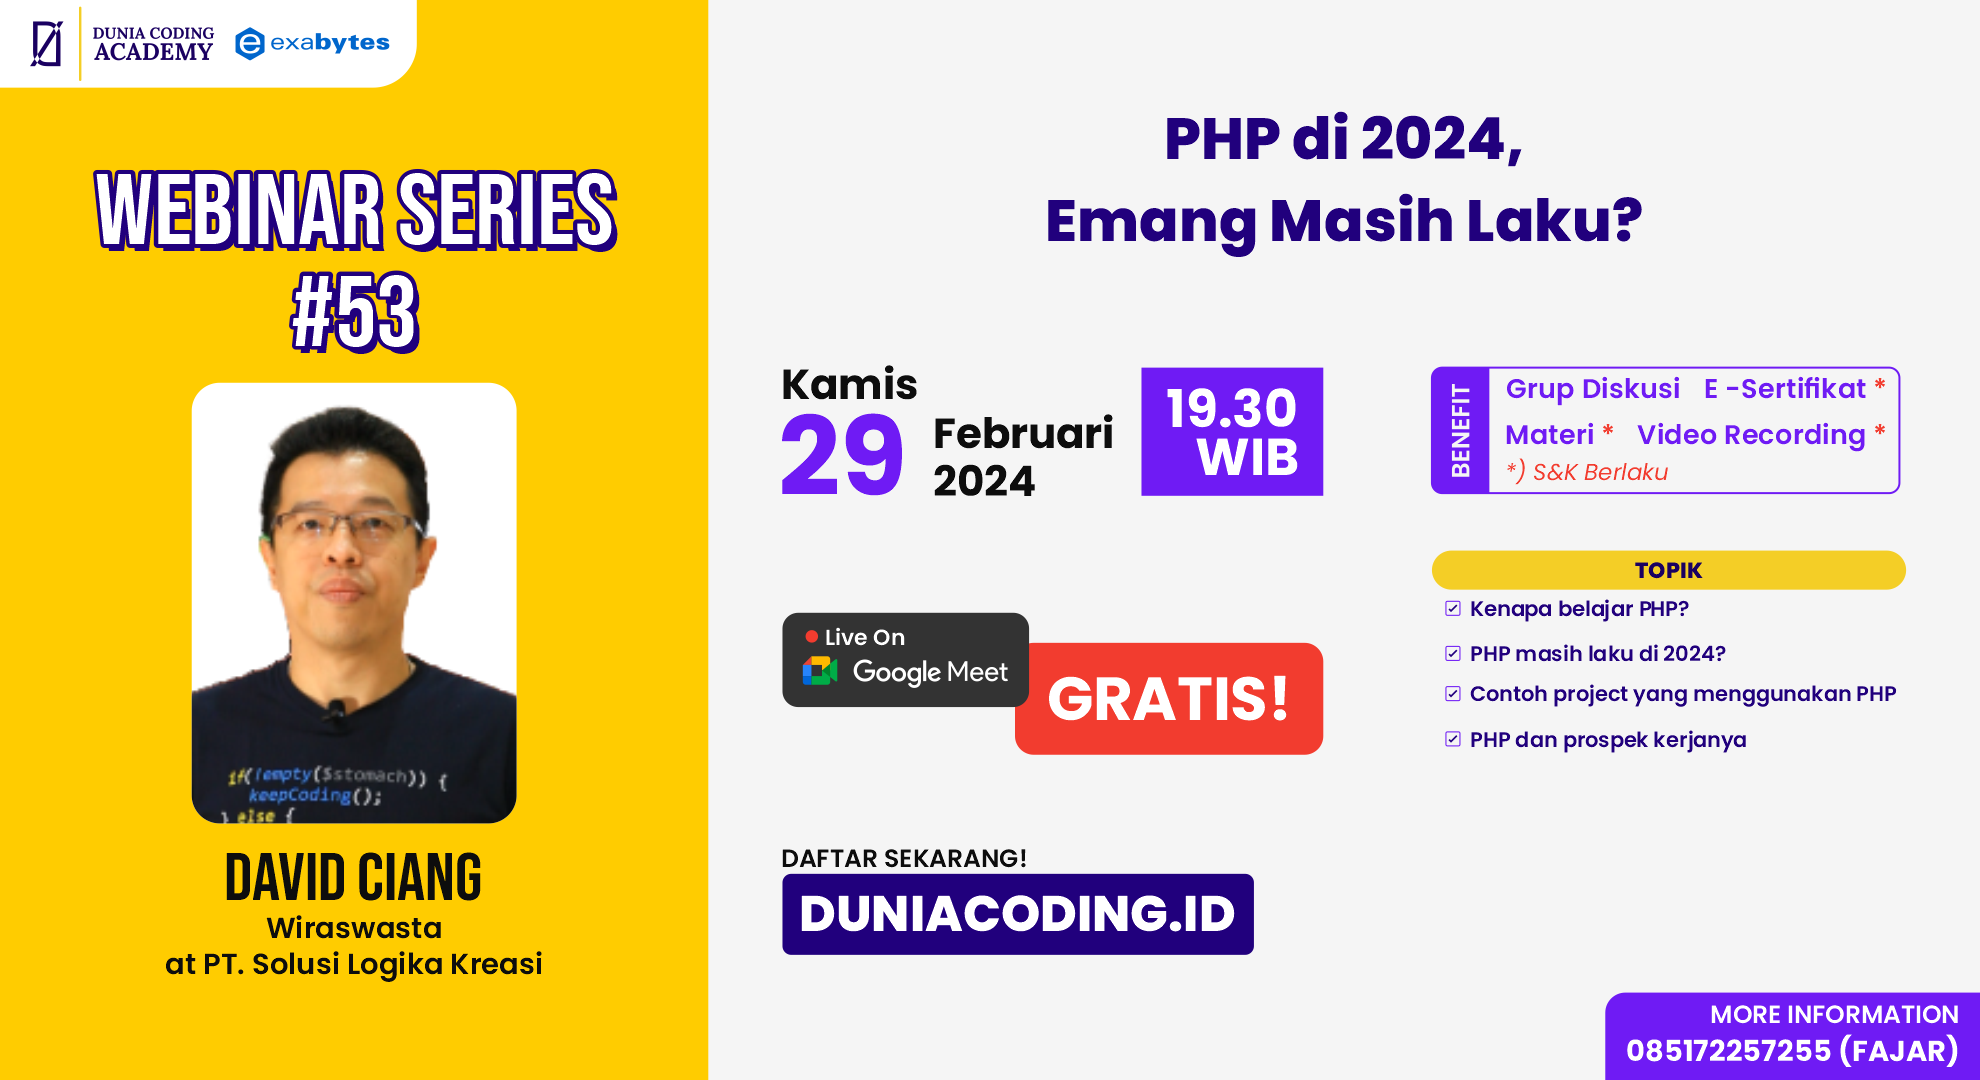 DUNIA CODING
ACADEMY
exabytes
WEBINAR SERIES
#53
if(!empty($stomach)) {
keepCoding();
} else {
DAVID CIANG
Wiraswasta
at PT. Solusi Logika Kreasi
PHP di 2024,
Emang Masih Laku?
Kamis
29 Februari
2024
19.30
WIB
BENEFIT
Grup Diskusi E -Sertifikat *
Materi * Video Recording *
*) S&K Berlaku
Live On
Google Meet
GRATIS!
TOPIK
Kenapa belajar PHP?
PHP masih laku di 2024?
Contoh project yang menggunakan PHP
PHP dan prospek kerjanya
DAFTAR SEKARANG!
DUNIACODING.ID
MORE INFORMATION
085172257255 (FAJAR)